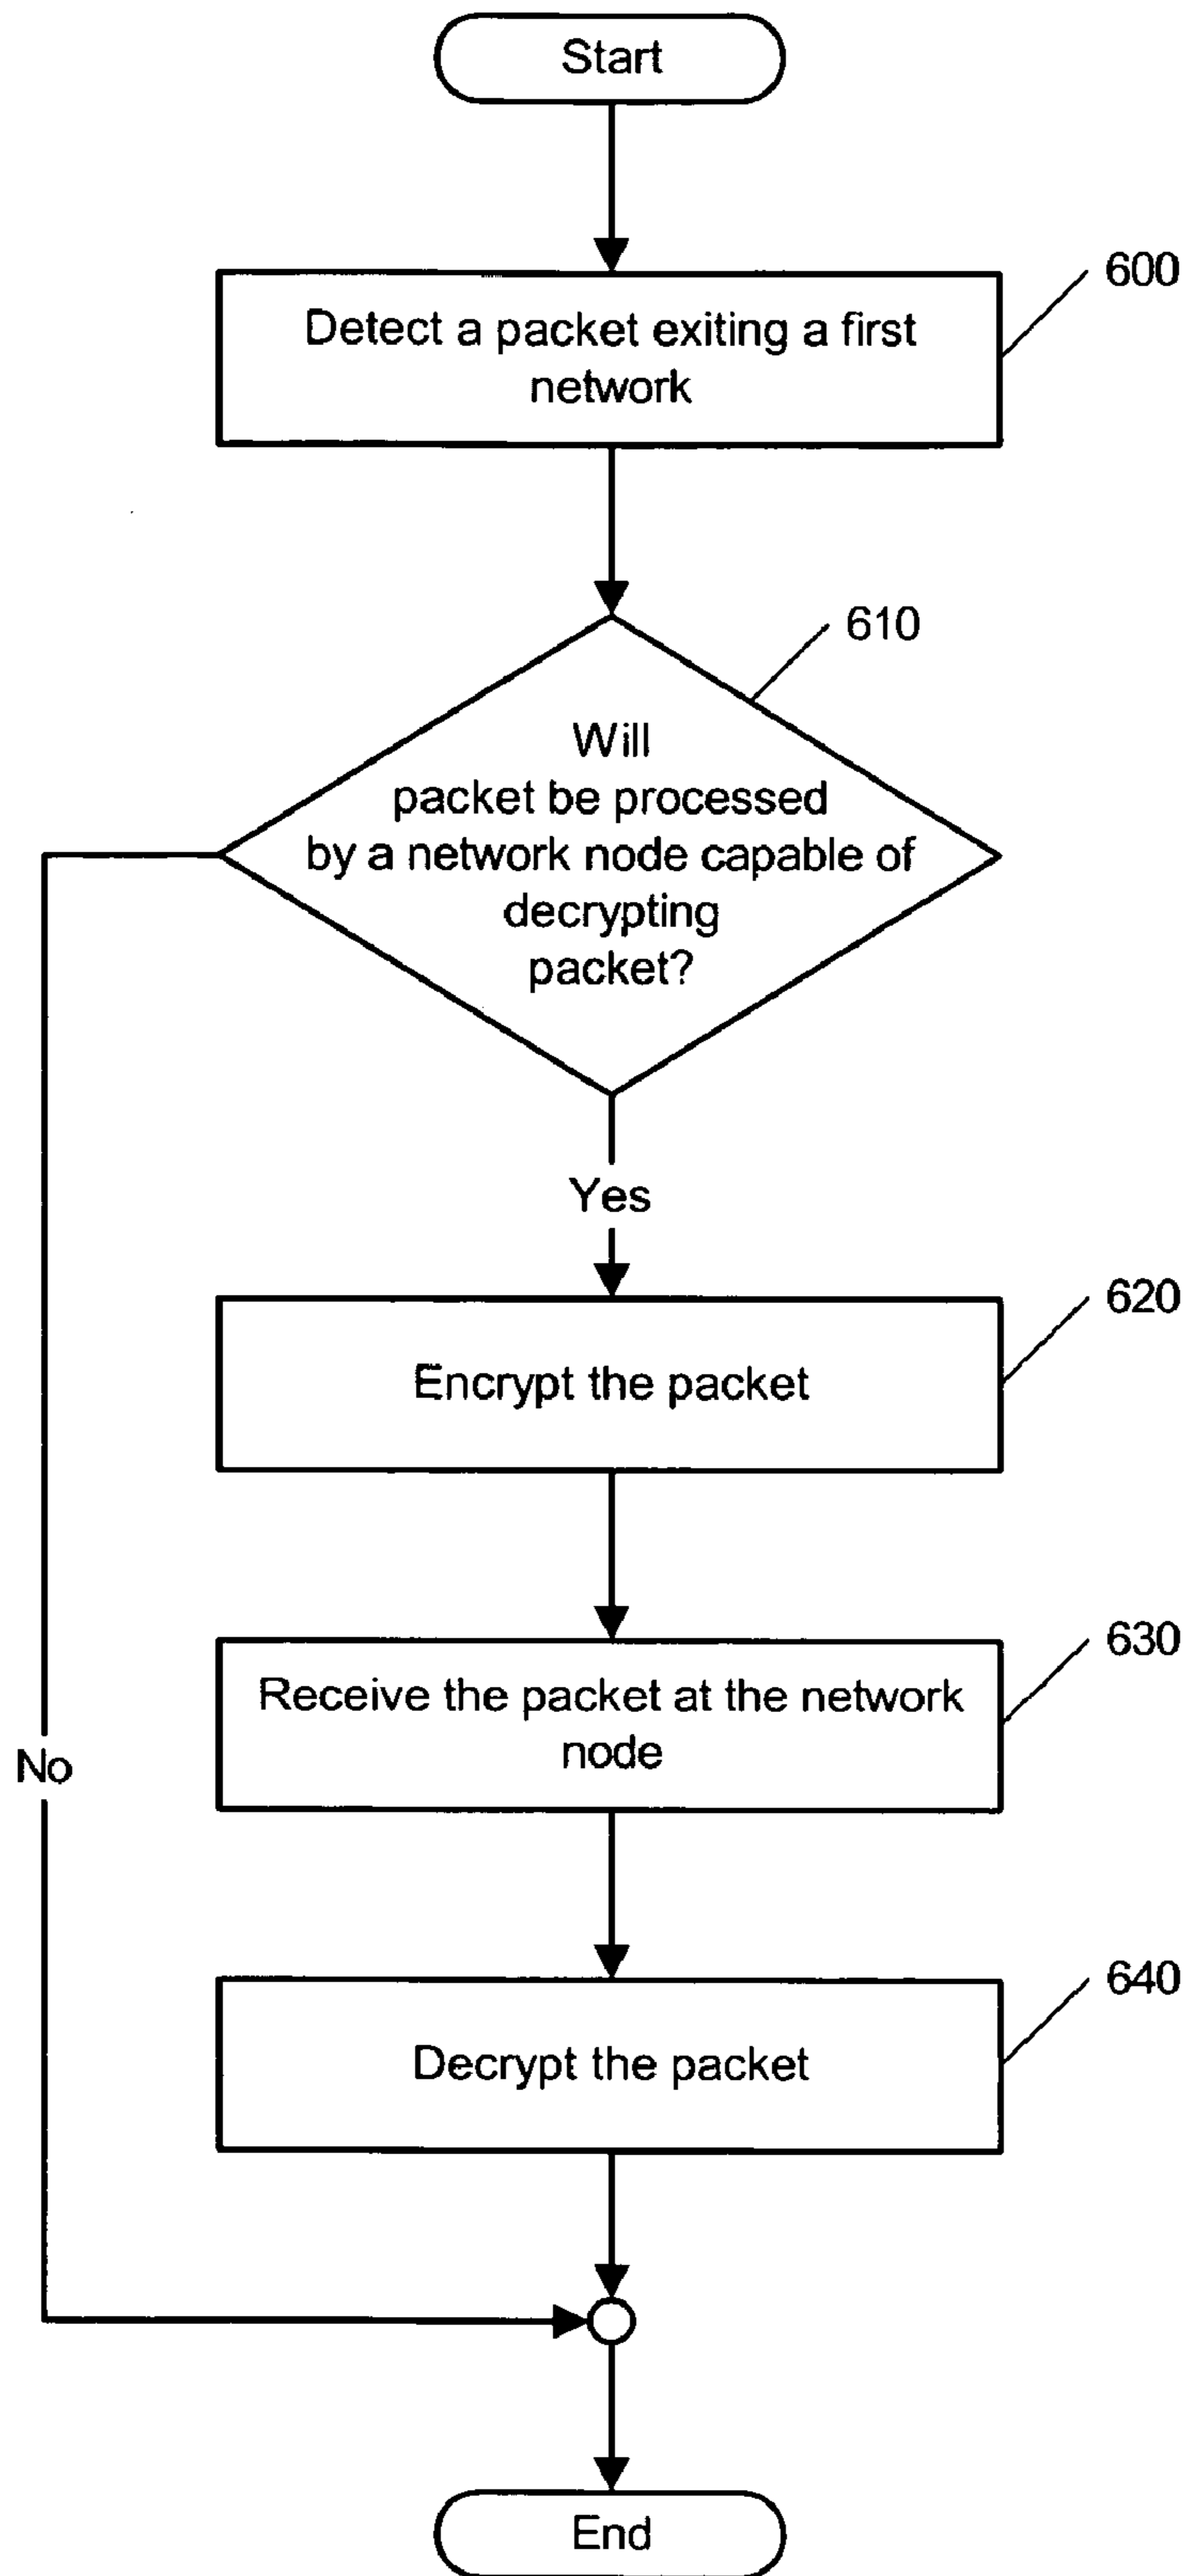 Start
600
Detect a packet exiting a first
network
610
Will
packet be processed
by a network node capable of
decrypting
packet?
Yes
620
Encrypt the packet
630
Receive the packet at the network
node
No
640
Decrypt the packet
End